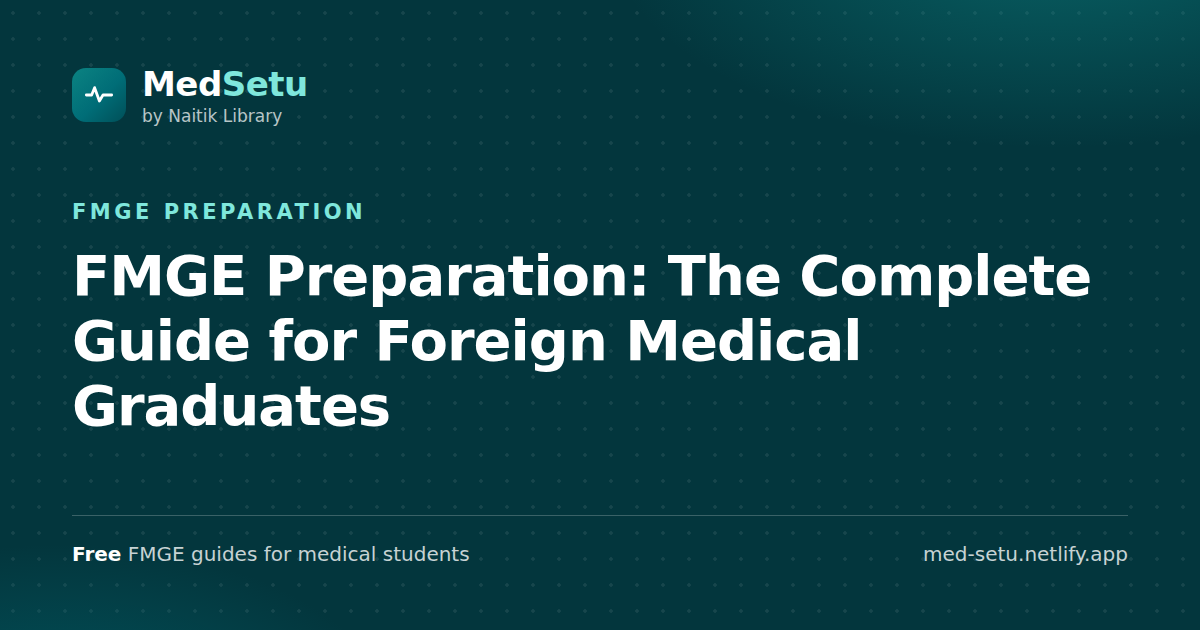 MedSetu
by Naitik Library
FMGE PREPARATION
FMGE Preparation: The Complete
Guide for Foreign Medical
Graduates
Free FMGE guides for medical students
med-setu.netlify.app